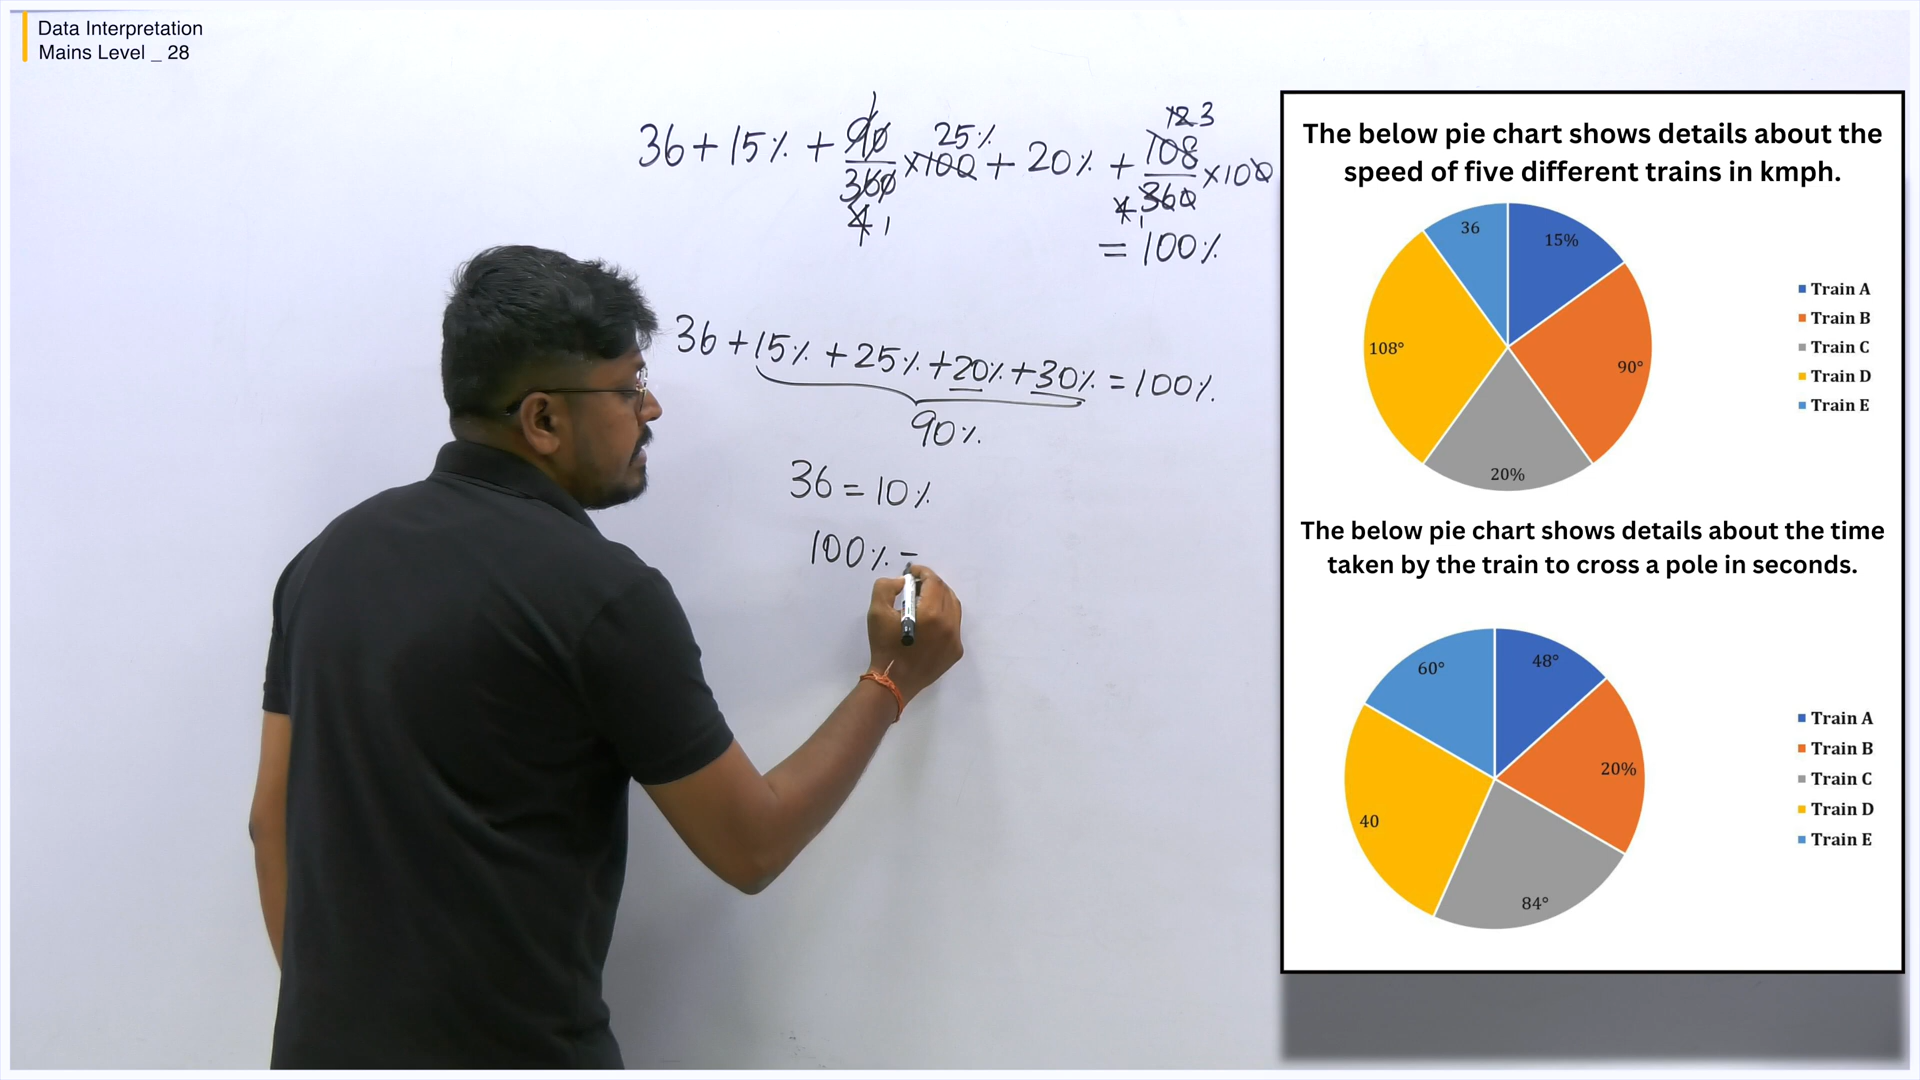 Data Interpretation
Mains Level _ 28
36 + 15% + 90/360 × 100 25% + 20% + 108/360 × 100
12 3
4 1
4 1
= 100%
36 + 15% + 25% + 20% + 30% = 100%
90%
36 = 10%
100% =
The below pie chart shows details about the
speed of five different trains in kmph.
36
15%
108°
90°
20%
Train A
Train B
Train C
Train D
Train E
The below pie chart shows details about the time
taken by the train to cross a pole in seconds.
60°
48°
20%
40
84°
Train A
Train B
Train C
Train D
Train E